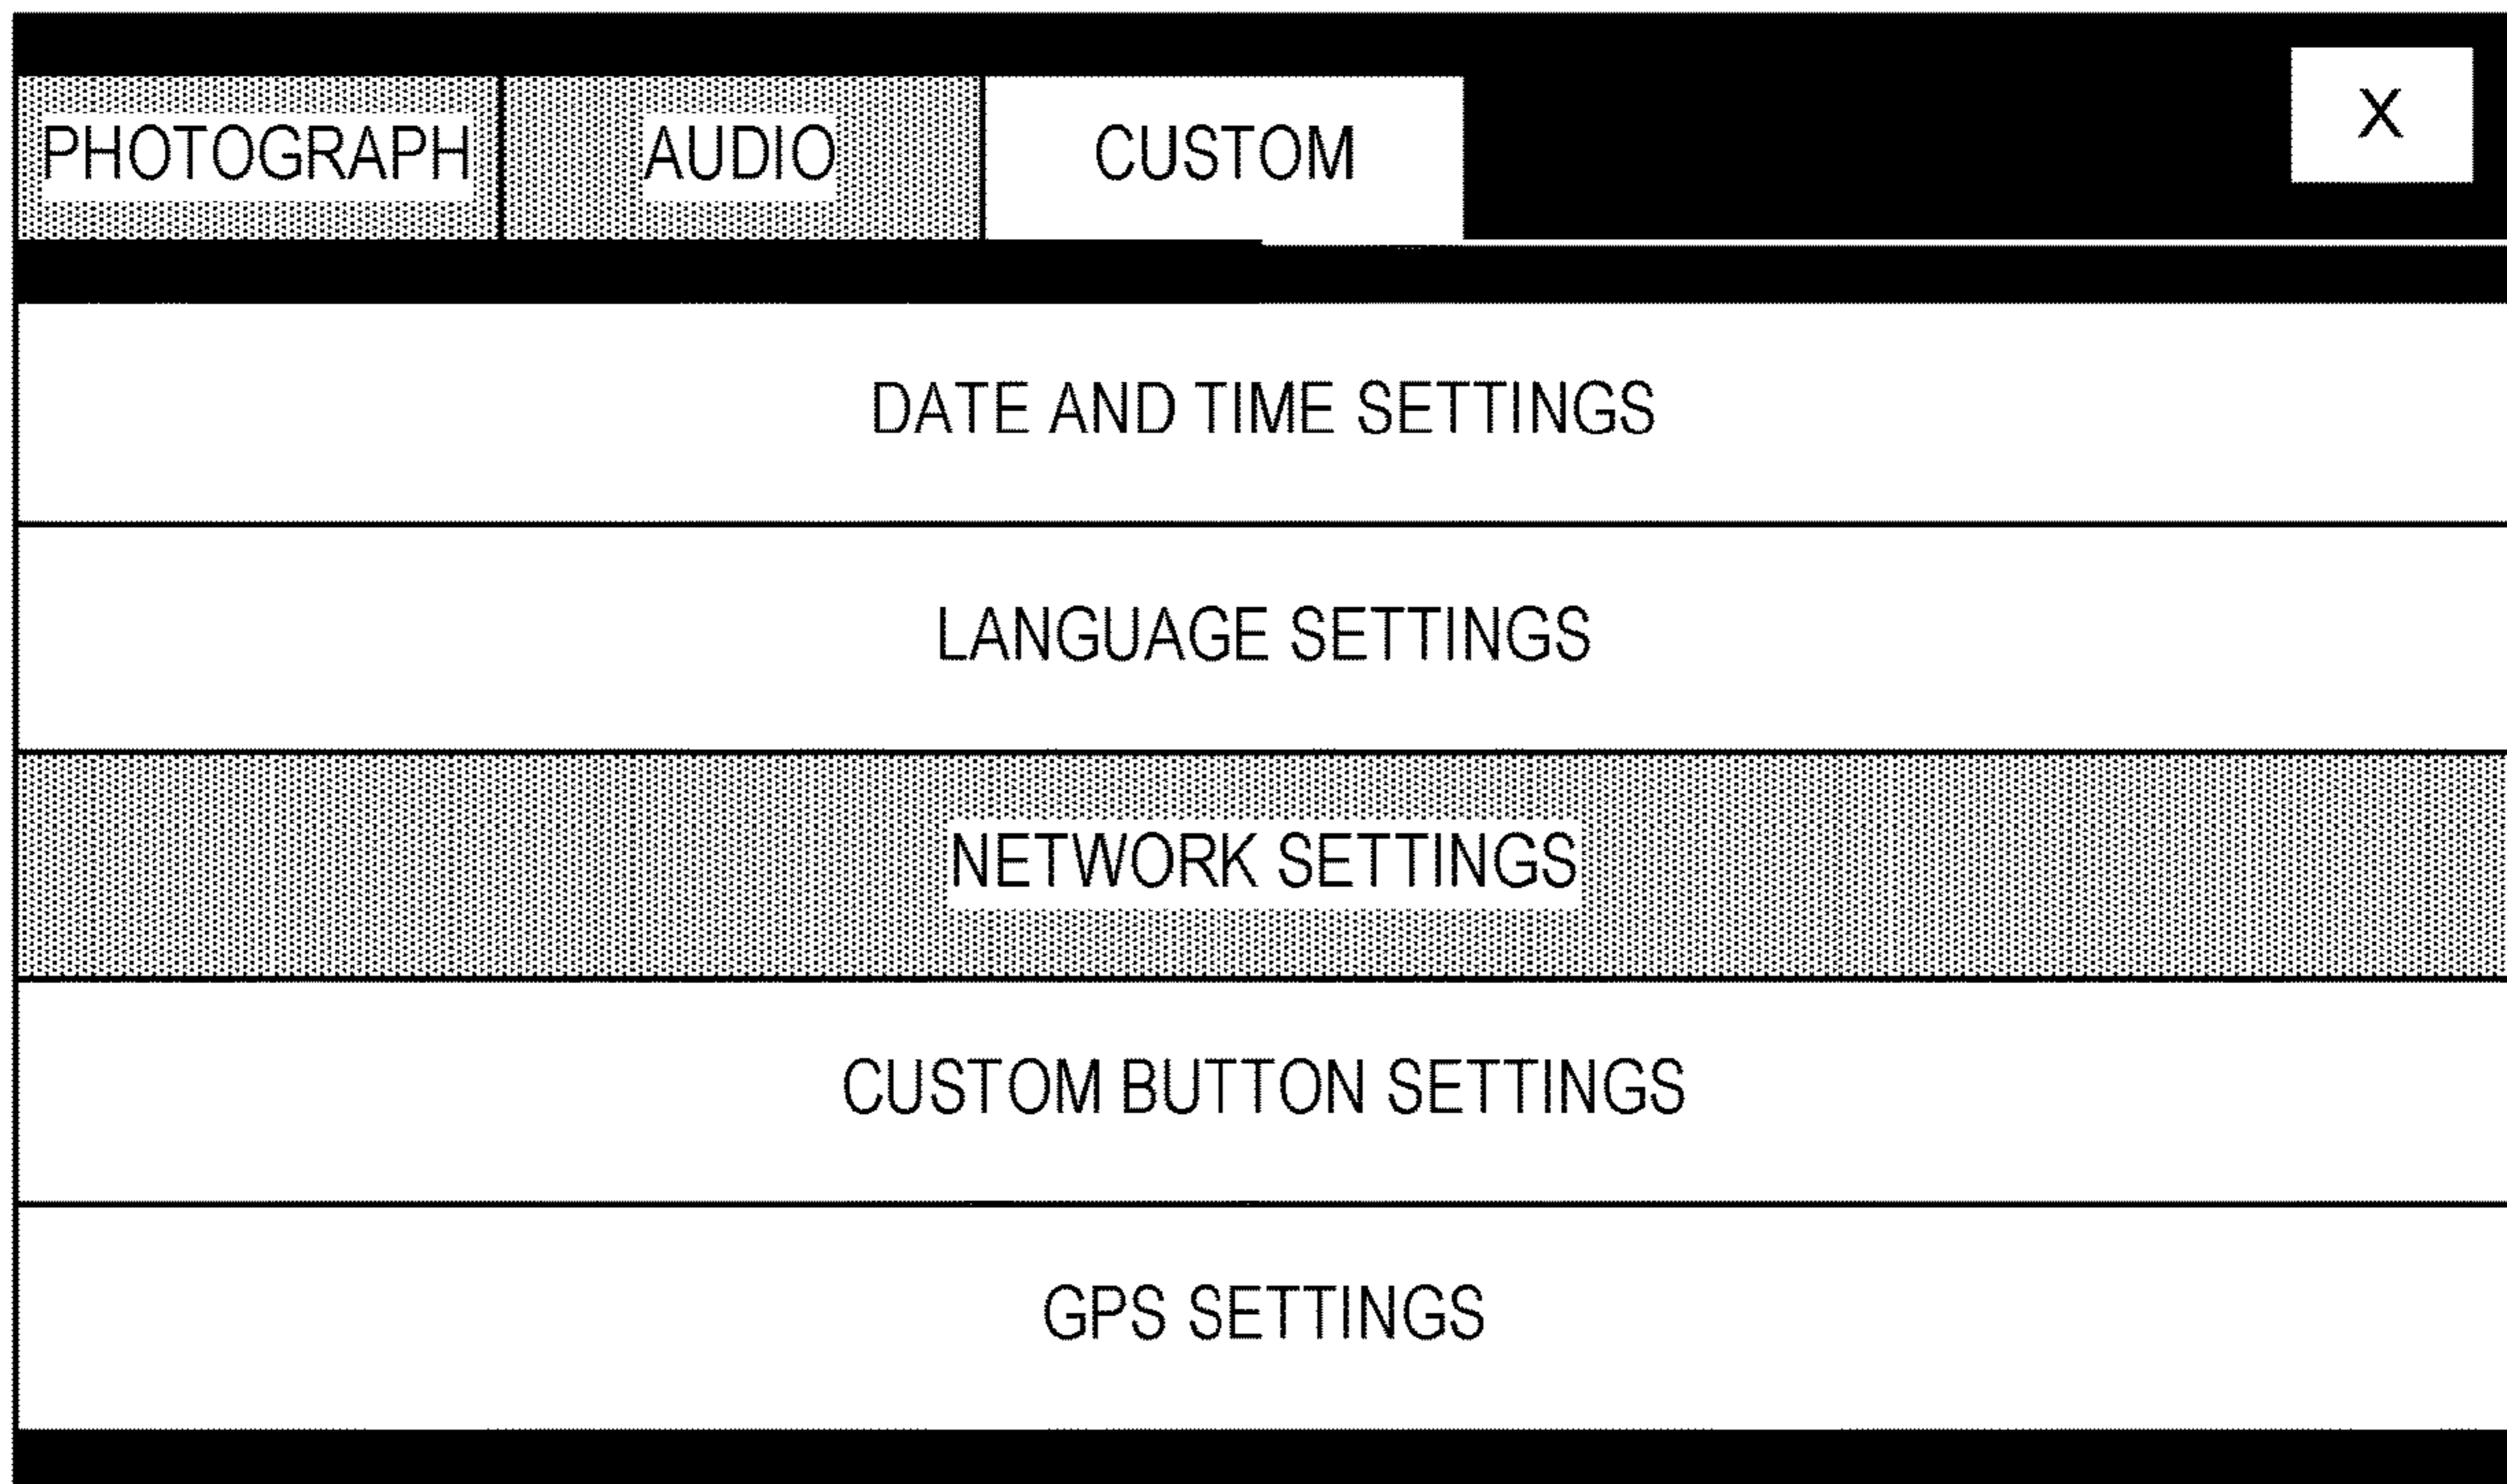 PHOTOGRAPH AUDIO CUSTOM X
DATE AND TIME SETTINGS
LANGUAGE SETTINGS
NETWORK SETTINGS
CUSTOM BUTTON SETTINGS
GPS SETTINGS